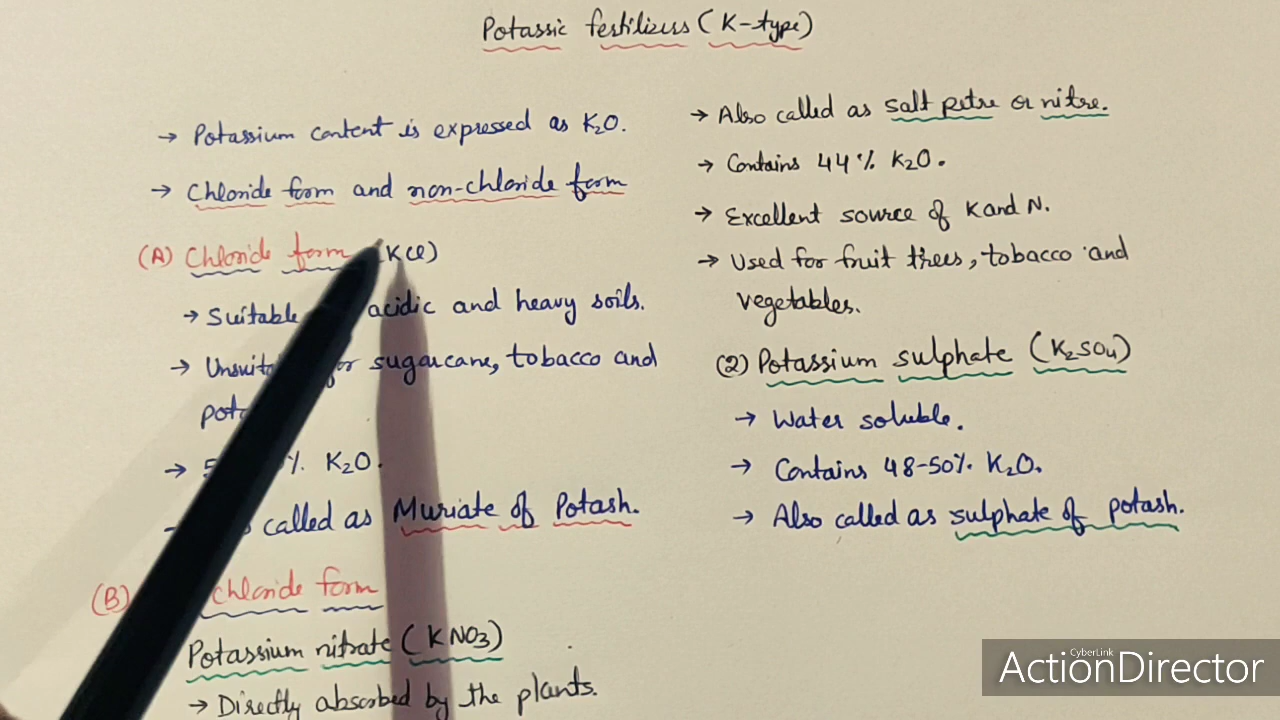 Potassic fertilizers (K-type)
→ Potassium content is expressed as K₂O.
→ Chloride form and non-chloride form
(A) Chloride form (KCl)
→ Suitable acidic and heavy soils.
→ sugarcane, tobacco and
→ % K₂O.
called as Muriate of Potash.
(B) chloride form
Potassium nitrate (KNO₃)
→ Directly absorbed by the plants.
→ Also called as salt petre or nitre.
→ Contains 44% K₂O.
→ Excellent source of K and N.
→ Used for fruit trees, tobacco and
vegetables.
(2) Potassium sulphate (K₂SO₄)
→ Water soluble.
→ Contains 48-50% K₂O.
→ Also called as sulphate of potash.
CyberLink
ActionDirector